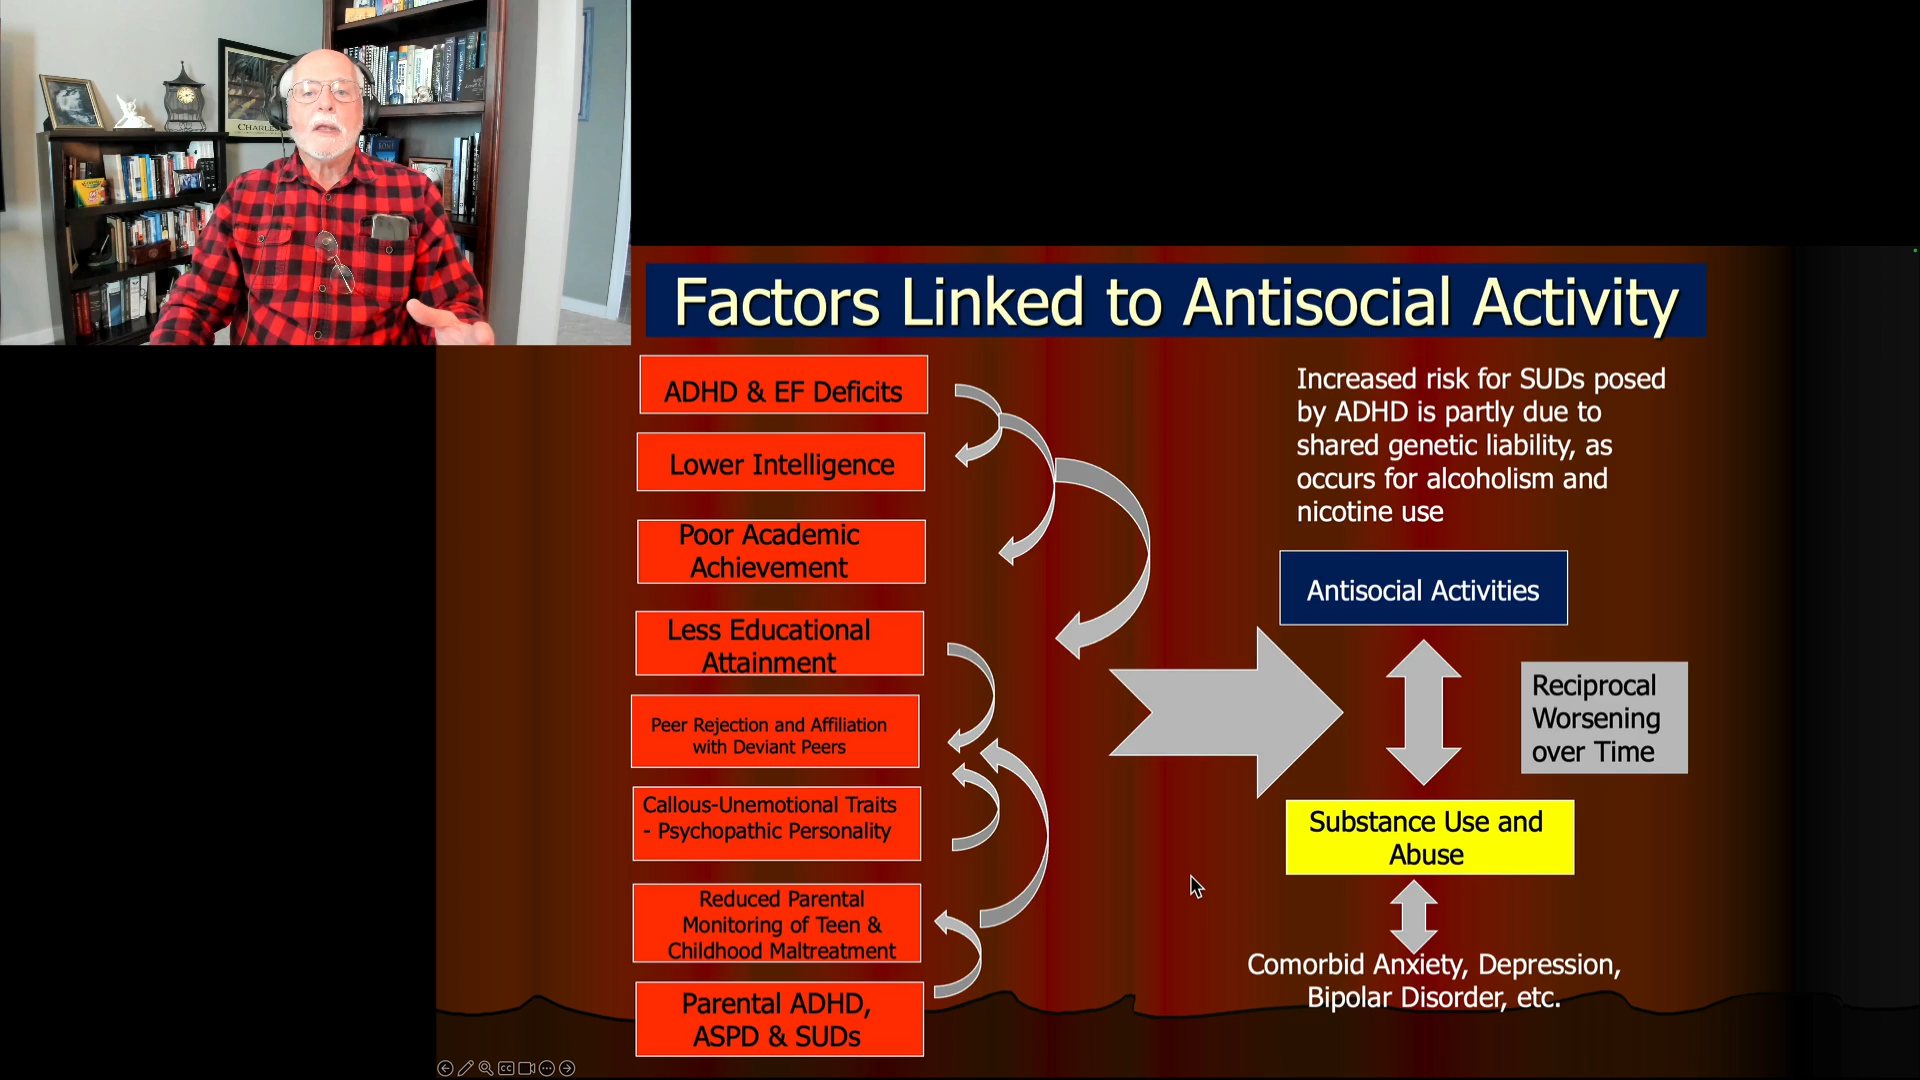 CHARLES
Factors Linked to Antisocial Activity
ADHD & EF Deficits
Lower Intelligence
Poor Academic
Achievement
Less Educational
Attainment
Peer Rejection and Affiliation
with Deviant Peers
Callous-Unemotional Traits
- Psychopathic Personality
Reduced Parental
Monitoring of Teen &
Childhood Maltreatment
Parental ADHD,
ASPD & SUDs
Increased risk for SUDs posed
by ADHD is partly due to
shared genetic liability, as
occurs for alcoholism and
nicotine use
Antisocial Activities
Reciprocal
Worsening
over Time
Substance Use and
Abuse
Comorbid Anxiety, Depression,
Bipolar Disorder, etc.